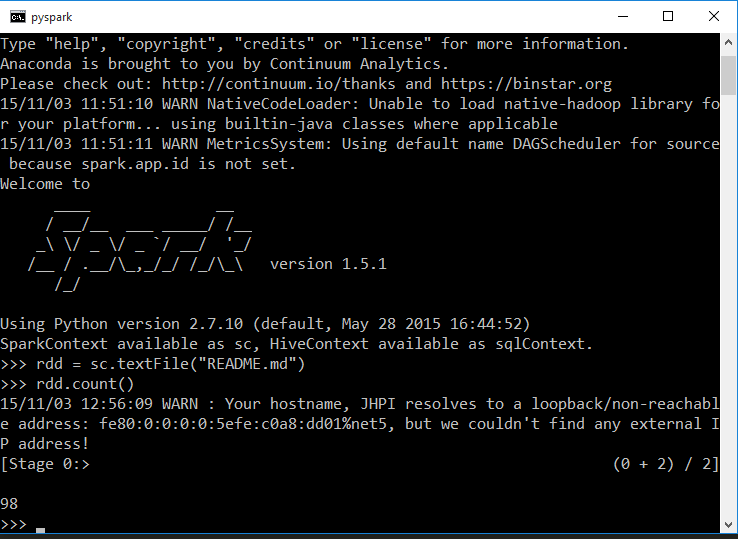 pyspark
Type "help", "copyright", "credits" or "license" for more information.
Anaconda is brought to you by Continuum Analytics.
Please check out: http://continuum.io/thanks and https://binstar.org
15/11/03 11:51:10 WARN NativeCodeLoader: Unable to load native-hadoop library fo
r your platform... using builtin-java classes where applicable
15/11/03 11:51:11 WARN MetricsSystem: Using default name DAGScheduler for source
 because spark.app.id is not set.
Welcome to
      ____              __
     / __/__  ___ _____/ /__
    _\ \/ _ \/ _ `/ __/  '_/
   /__ / .__/\_,_/_/ /_/\_\   version 1.5.1
      /_/
Using Python version 2.7.10 (default, May 28 2015 16:44:52)
SparkContext available as sc, HiveContext available as sqlContext.
>>> rdd = sc.textFile("README.md")
>>> rdd.count()
15/11/03 12:56:09 WARN : Your hostname, JHPI resolves to a loopback/non-reachabl
e address: fe80:0:0:0:0:5efe:c0a8:dd01%net5, but we couldn't find any external I
P address!
[Stage 0:>                                                          (0 + 2) / 2]
98
>>>